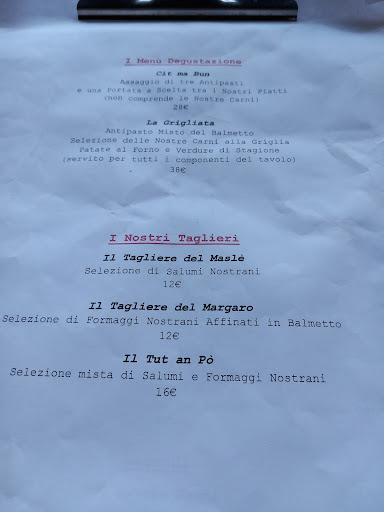 I Menù Degustazione
Cit ma Bun
Assaggio di tre Antipasti
e una Portata a Scelta tra i Nostri Piatti
(non comprende le Nostre Carni)
28€
La Grigliata
Antipasto Misto del Balmetto
Selezione delle Nostre Carni alla Griglia
Patate al Forno e Verdure di Stagione
(servito per tutti i componenti del tavolo)
38€
I Nostri Taglieri
Il Tagliere del Maslè
Selezione di Salumi Nostrani
12€
Il Tagliere del Margaro
Selezione di Formaggi Nostrani Affinati in Balmetto
12€
Il Tut an Pò
Selezione mista di Salumi e Formaggi Nostrani
16€